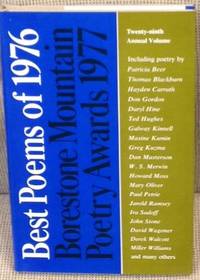 Best Poems of 1976
Borestone Mountain
Poetry Awards 1977
Twenty-ninth
Annual Volume
Including poetry by
Patricia Beer
Thomas Blackburn
Hayden Carruth
Don Gordon
Daryl Hine
Ted Hughes
Galway Kinnell
Maxine Kumin
Greg Kuzma
Dan Masterson
W. S. Merwin
Howard Moss
Mary Oliver
Paul Petrie
Jarold Ramsey
Ira Sadoff
John Stone
David Wagoner
Derek Walcott
Miller Williams
and many others